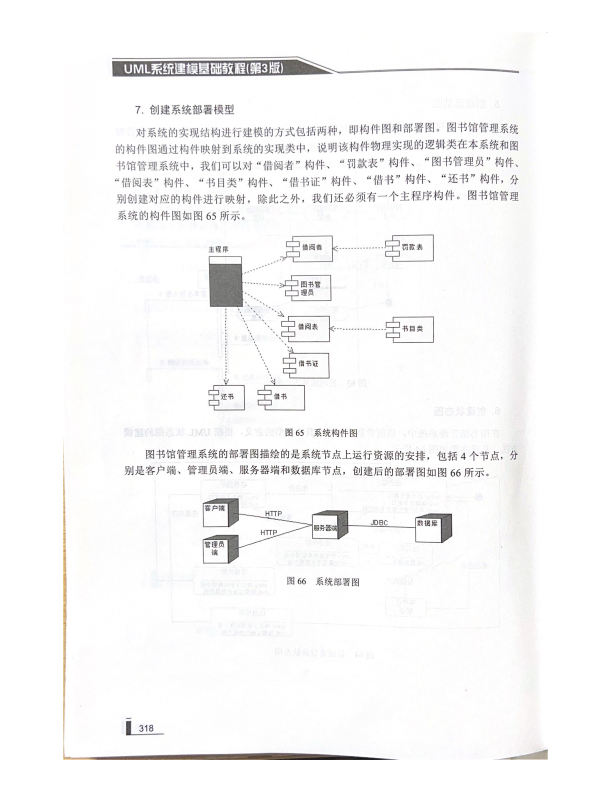 UML系统建模基础教程(第3版)
7. 创建系统部署模型
对系统的实现结构进行建模的方式包括两种，即构件图和部署图。图书馆管理系统
的构件图通过构件映射到系统的实现类中，说明该构件物理实现的逻辑类在本系统和图
书馆管理系统中，我们可以对“借阅者”构件、“罚款表”构件、“图书管理员”构件、
“借阅表”构件、“书目类”构件、“借书证”构件、“借书”构件、“还书”构件，分
别创建对应的构件进行映射，除此之外，我们还必须有一个主程序构件。图书馆管理
系统的构件图如图 65 所示。
主程序
借阅者
罚款表
图书管
理员
借阅表
书目类
借书证
还书
借书
图 65 系统构件图
图书馆管理系统的部署图描绘的是系统节点上运行资源的安排，包括 4 个节点，分
别是客户端、管理员端、服务器端和数据库节点，创建后的部署图如图 66 所示。
客户端
HTTP
服务器端
JDBC
数据库
HTTP
管理员
端
图 66 系统部署图
318